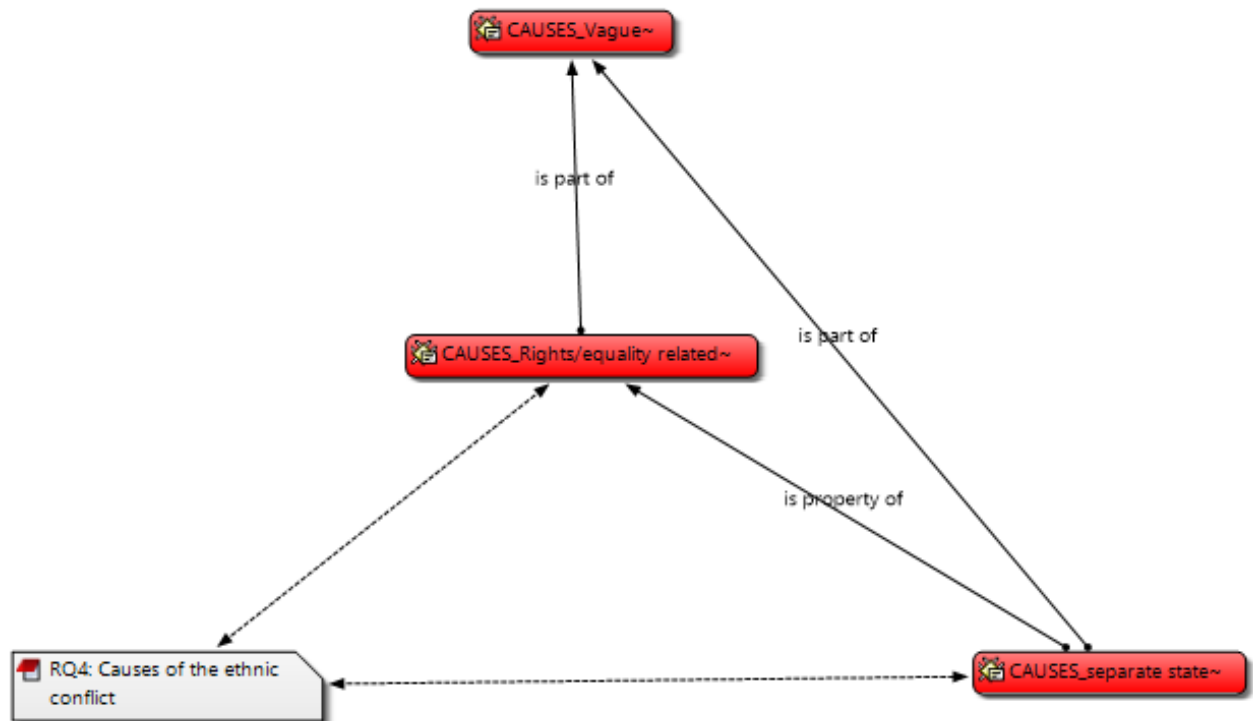 CAUSES_Vague~
is part of
CAUSES_Rights/equality related~
is part of
is property of
RQ4: Causes of the ethnic
conflict
CAUSES_separate state~